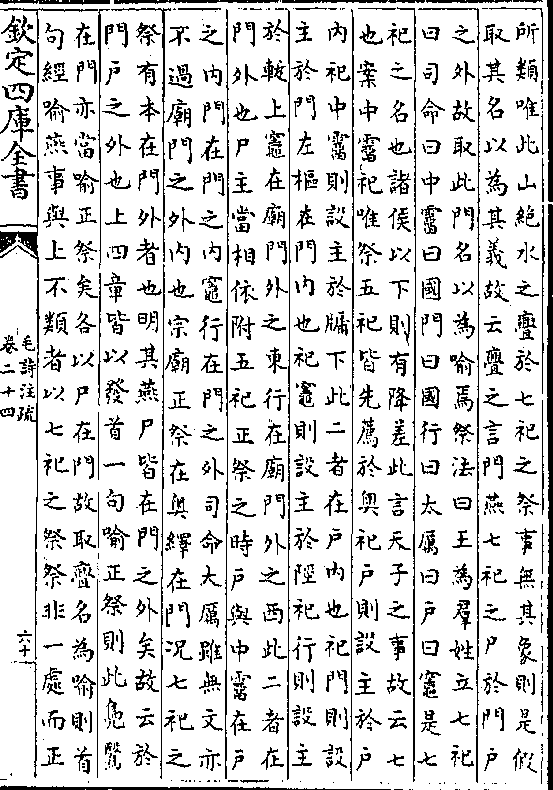 所類唯此山絶水之亹於七祀之祭事無其象則是假
取其名以為其義故云亹之言門燕七祀之尸於門戶
之外故取此門名以為喻焉祭法曰王為羣姓立七祀
曰司命曰中霤曰國門曰國行曰太厲曰戶曰竈是七
祀之名也諸侯以下則有降差此言天子之事故云七
也案中霤祀唯祭五祀皆先薦於奧祀戶則設主於戶
内祀中霤則設主於牖下此二者在戶内也祀門則設
主於門左樞在門内也祀竈則設主於陘祀行則設主
於軷上竈在廟門外之東行在廟門外之西此二者在
門外也尸主當相依附五祀正祭之時戶與中霤在戶
之内門在門之内竈行在門之外司命大厲雖無文亦
不過廟門之外内也宗廟正祭在奧繹在門況七祀之
祭有本在門外者也明其燕尸皆在門之外矣故云於
門戶之外也上四章皆以發首一句喻正祭則此鳧鷖
在門亦當喻正祭矣各以尸在門故取亹名為喻則首
句經喻燕事與上不類者以七祀之祭祭非一處而正
欽定四庫全書
毛詩注疏
卷二十四
六十一